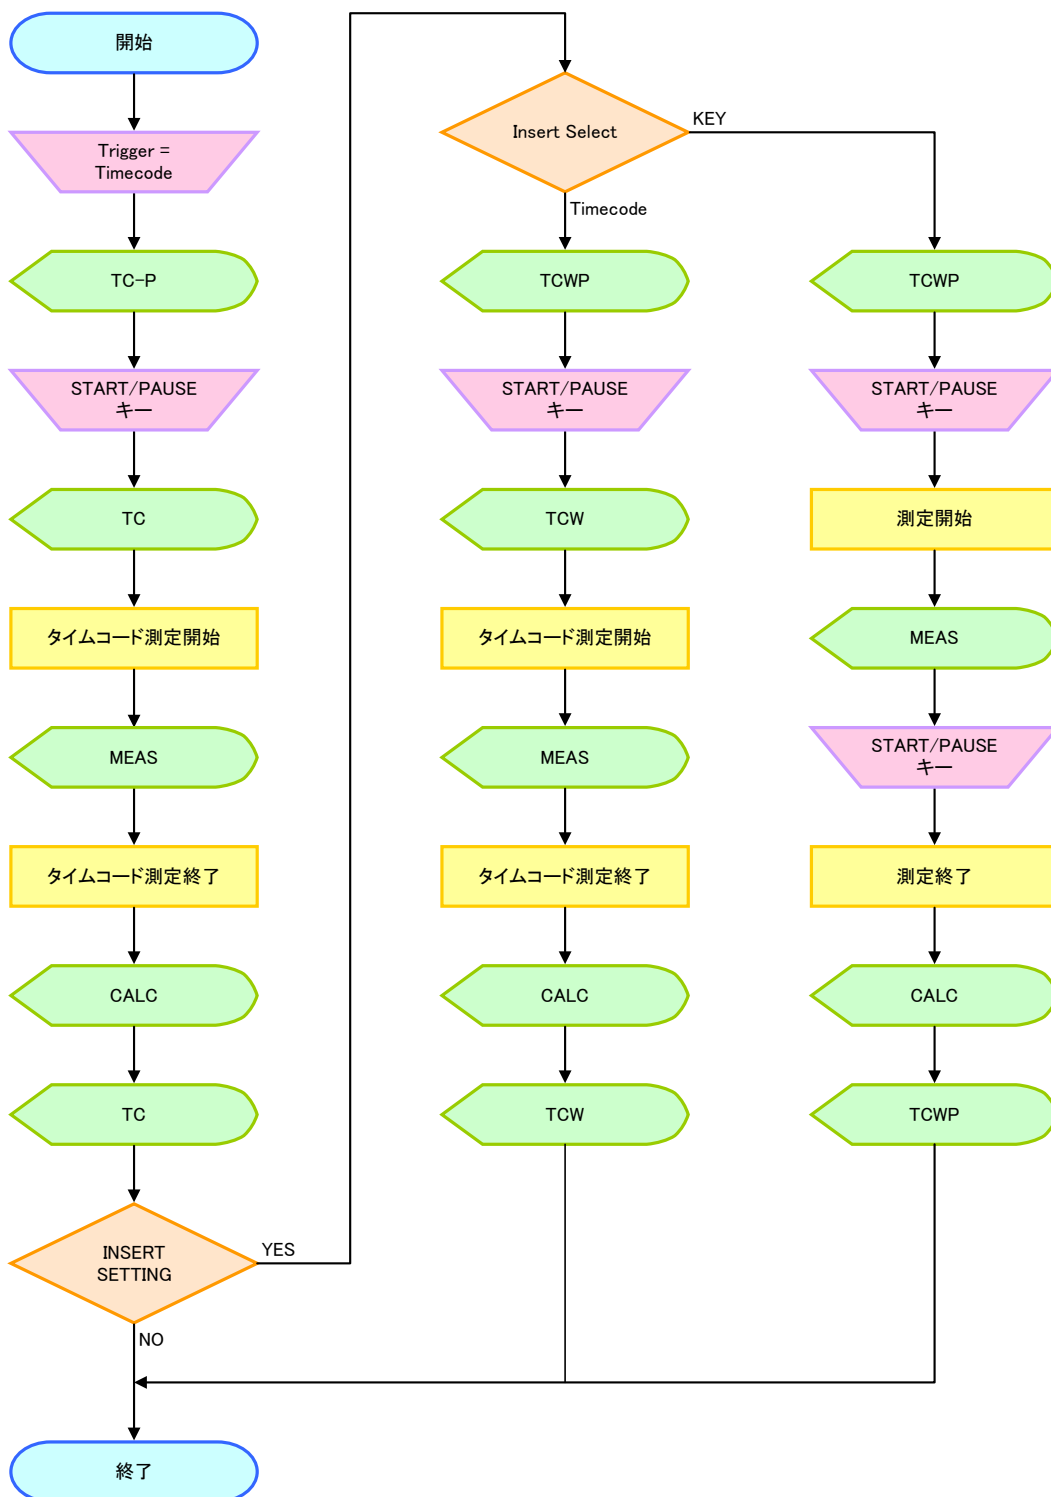 開始
Trigger =
Timecode
TC-P
START/PAUSE
キー
TC
タイムコード測定開始
MEAS
タイムコード測定終了
CALC
TC
INSERT
SETTING
YES
NO
終了
Insert Select
KEY
Timecode
TCWP
START/PAUSE
キー
TCW
タイムコード測定開始
MEAS
タイムコード測定終了
CALC
TCW
TCWP
START/PAUSE
キー
測定開始
MEAS
START/PAUSE
キー
測定終了
CALC
TCWP